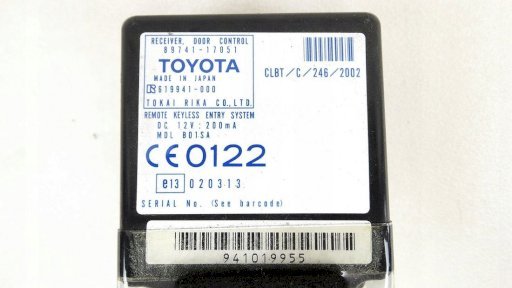 RECEIVER, DOOR CONTROL
89741-17051
TOYOTA
MADE IN JAPAN
619941-000
TOKAI RIKA CO., LTD.
CLBT/C/246/2002
REMOTE KEYLESS ENTRY SYSTEM
DC 12V: 200mA
MDL B01SA
CE0122
e13 020313
SERIAL No. (See barcode)
941019955